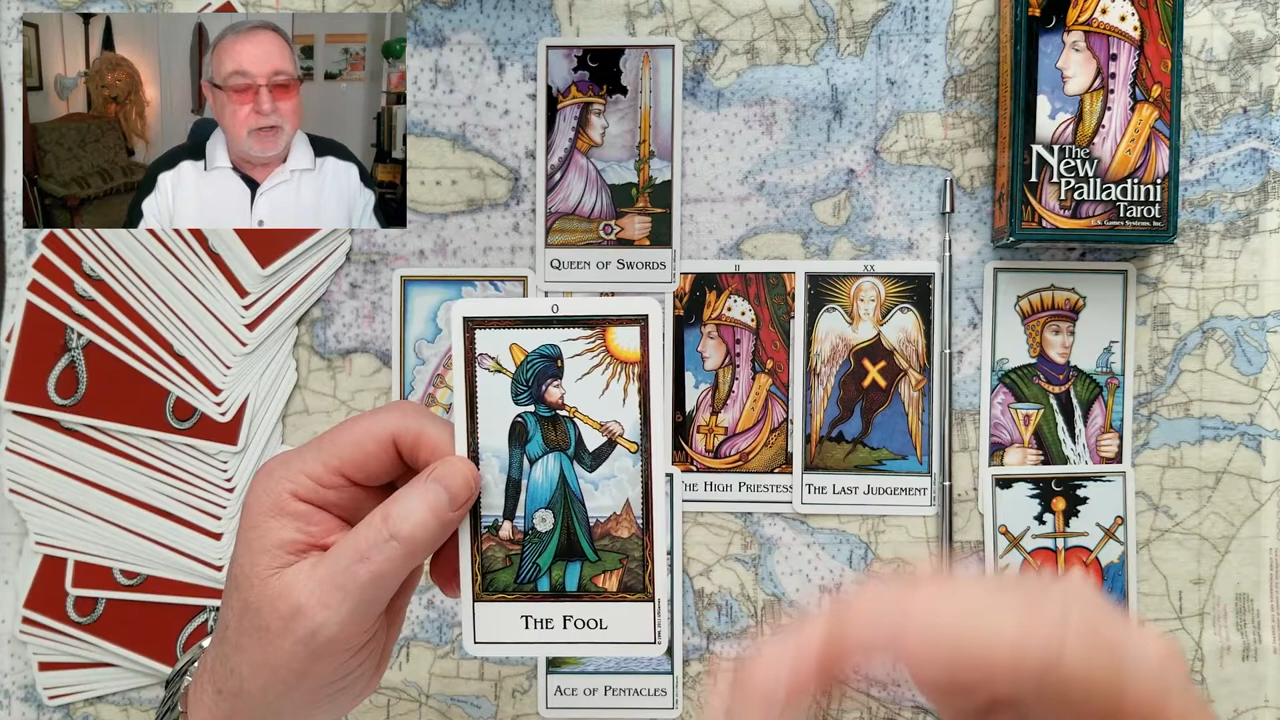 QUEEN OF SWORDS
The
New
Palladini
Tarot
U.S. Games Systems, Inc.
TORA
0
THE FOOL
II
THE HIGH PRIESTESS
XX
THE LAST JUDGEMENT
ACE OF PENTACLES